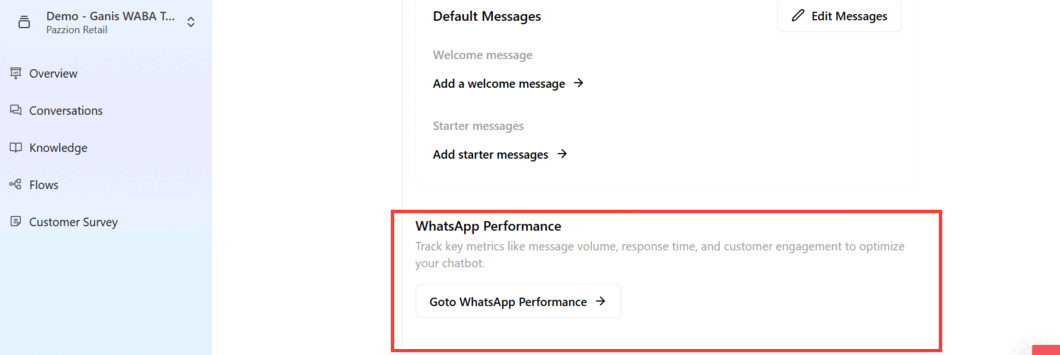 Demo - Ganis WABA T...
Pazzion Retail
Overview
Conversations
Knowledge
Flows
Customer Survey
Default Messages
Edit Messages
Welcome message
Add a welcome message →
Starter messages
Add starter messages →
WhatsApp Performance
Track key metrics like message volume, response time, and customer engagement to optimize
your chatbot.
Goto WhatsApp Performance →